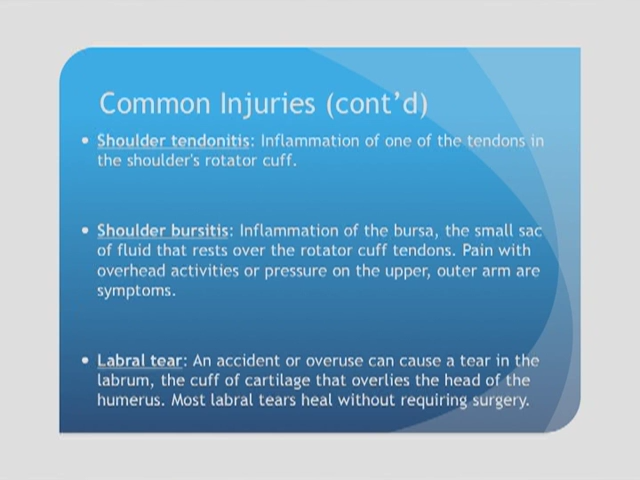 Common Injuries (cont'd)
• Shoulder tendonitis: Inflammation of one of the tendons in
the shoulder's rotator cuff.
• Shoulder bursitis: Inflammation of the bursa, the small sac
of fluid that rests over the rotator cuff tendons. Pain with
overhead activities or pressure on the upper, outer arm are
symptoms.
• Labral tear: An accident or overuse can cause a tear in the
labrum, the cuff of cartilage that overlies the head of the
humerus. Most labral tears heal without requiring surgery.